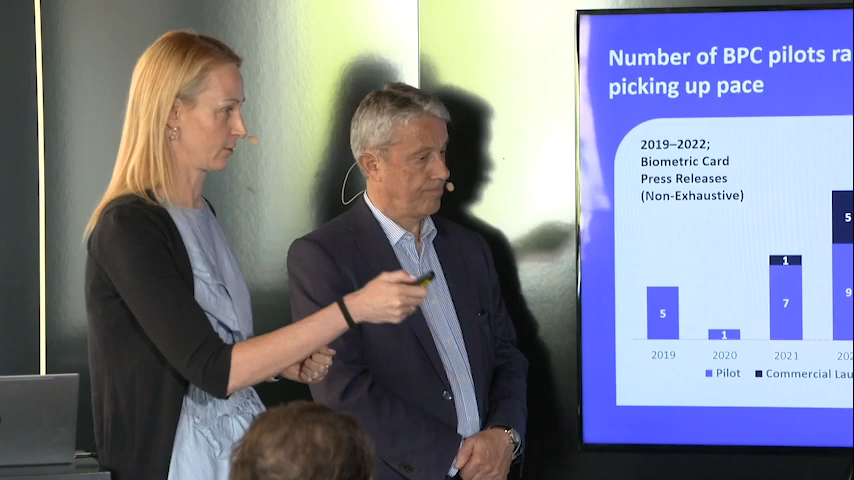 Number of BPC pilots ra
picking up pace
2019–2022;
Biometric Card
Press Releases
(Non-Exhaustive)
5
1
1
7
5
9
2019
2020
2021
202
Pilot
Commercial Lau